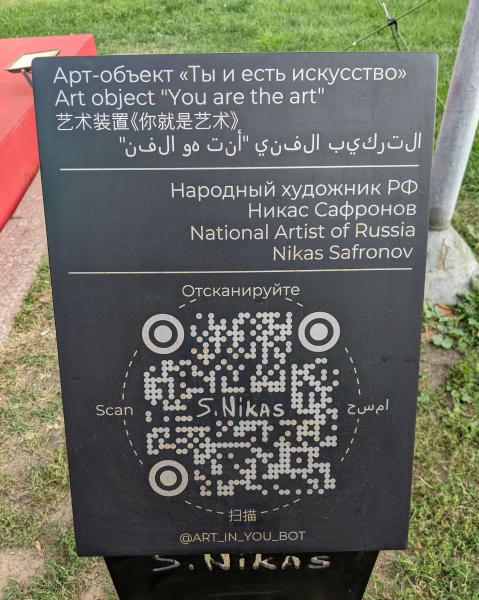 Арт-объект «Ты и есть искусство»
Art object "You are the art"
艺术装置《你就是艺术》
التركيب الفني "أنت هو الفن"
Народный художник РФ
Никас Сафронов
National Artist of Russia
Nikas Safronov
Отсканируйте
S.NIKAS
Scan
امسح
扫描
@ART_IN_YOU_BOT
S.NIKAS